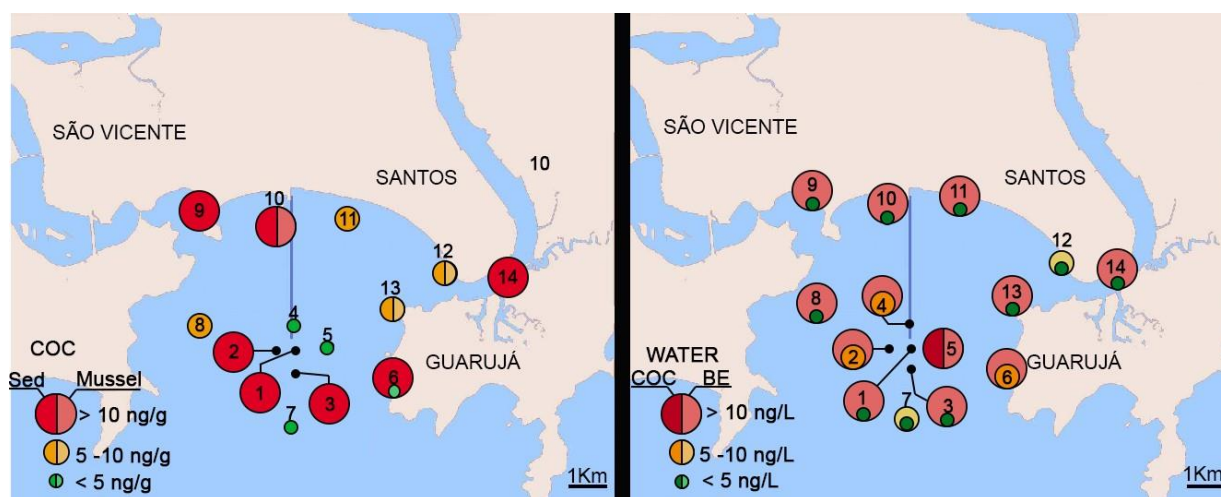 SÃO VICENTE
SANTOS
10
9
10
11
12
14
13
8
4
5
2
GUARUJÁ
6
1
3
7
COC
Sed Mussel
> 10 ng/g
5 -10 ng/g
< 5 ng/g
1Km
SÃO VICENTE
SANTOS
9
10
11
12
14
8
4
13
2
5
GUARUJÁ
6
1
7
3
WATER
COC BE
> 10 ng/L
5 -10 ng/L
< 5 ng/L
1Km